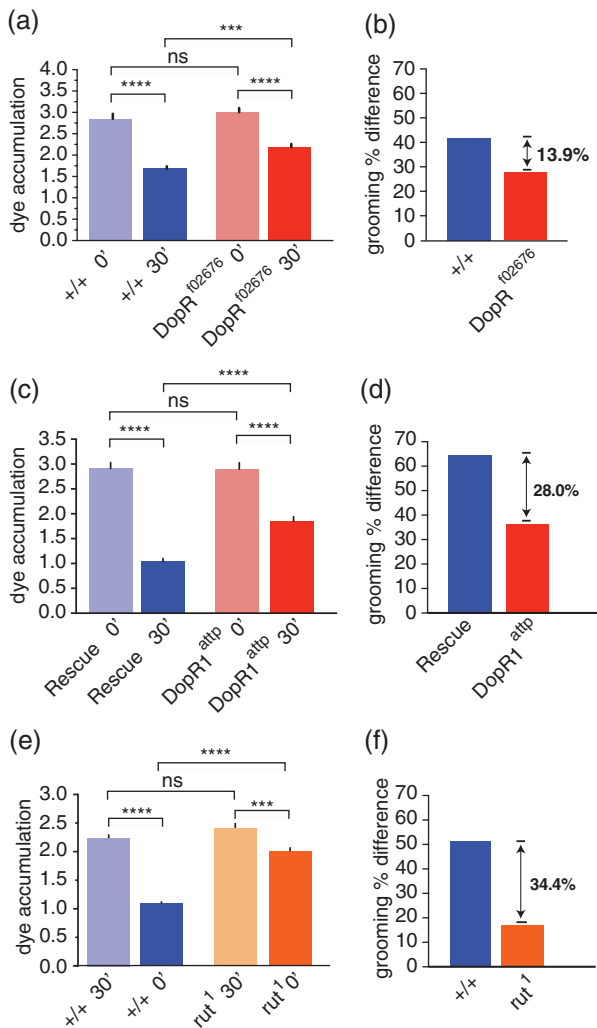 (a)
***
ns
****
****
dye accumulation
4.0
3.5
3.0
2.5
2.0
1.5
1.0
0.5
0.0
+/+ 0'
+/+ 30'
DopR f02676 0'
DopR f02676 30'
(b)
grooming % difference
70
60
50
40
30
20
10
0
13.9%
+/+
DopR f02676
(c)
****
ns
****
****
dye accumulation
3.5
3.0
2.5
2.0
1.5
1.0
0.5
0.0
Rescue 0'
Rescue 30'
DopR1 attp 0'
DopR1 attp 30'
(d)
grooming % difference
70
60
50
40
30
20
10
0
28.0%
Rescue
DopR1 attp
(e)
****
ns
****
***
dye accumulation
3.0
2.5
2.0
1.5
1.0
0.5
0.0
+/+ 30'
+/+ 0'
rut 1 30'
rut 1 0'
(f)
grooming % difference
70
60
50
40
30
20
10
0
34.4%
+/+
rut 1